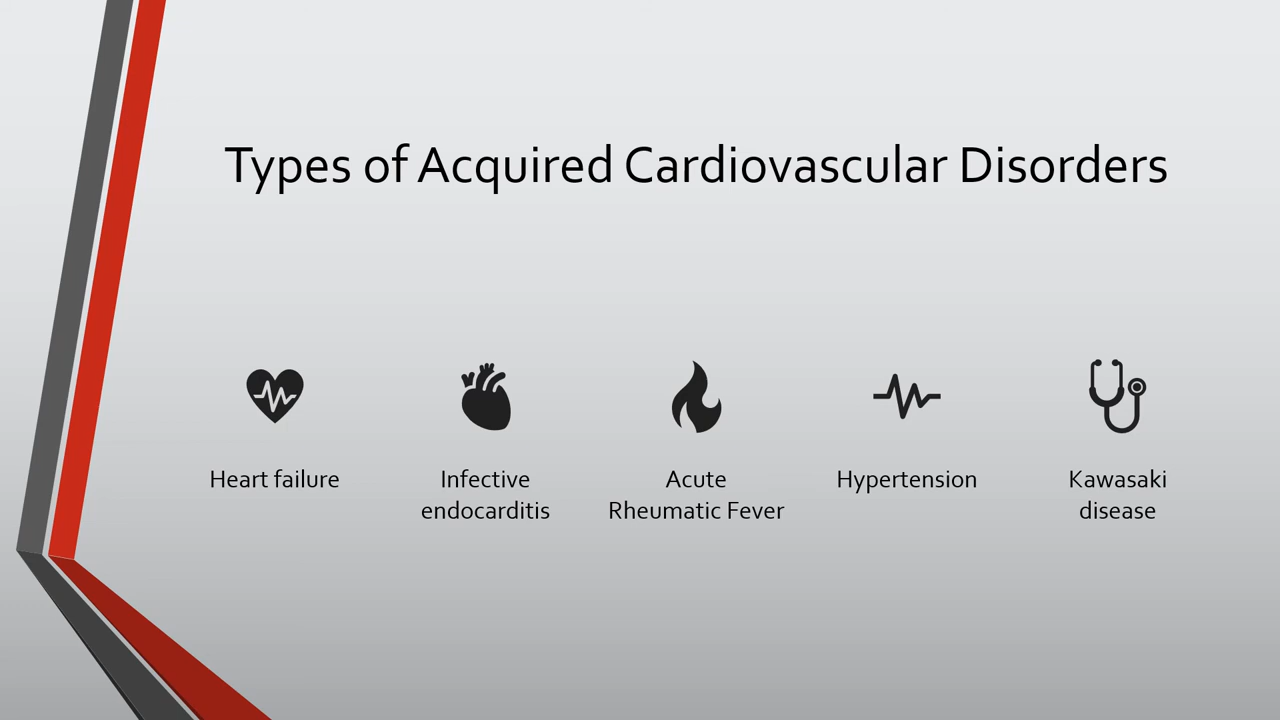 Types of Acquired Cardiovascular Disorders
Heart failure
Infective
endocarditis
Acute
Rheumatic Fever
Hypertension
Kawasaki
disease